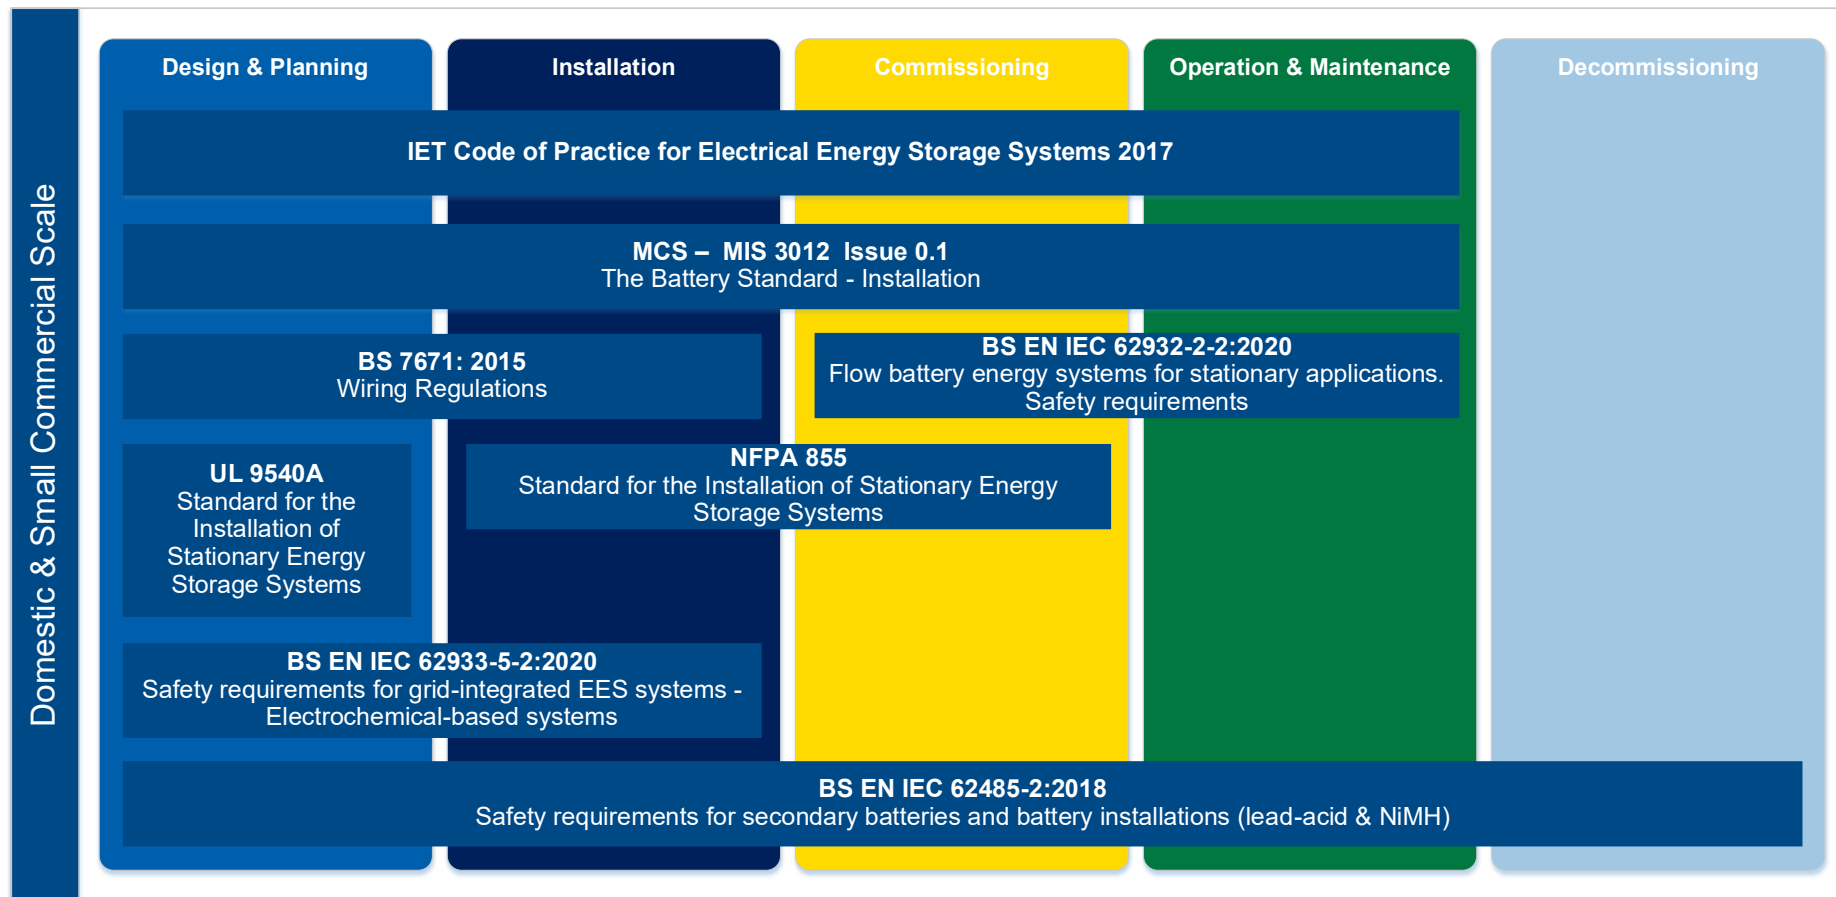 Domestic & Small Commercial Scale
Design & Planning
Installation
Commissioning
Operation & Maintenance
Decommissioning
IET Code of Practice for Electrical Energy Storage Systems 2017
MCS – MIS 3012 Issue 0.1
The Battery Standard - Installation
BS 7671: 2015
Wiring Regulations
BS EN IEC 62932-2-2:2020
Flow battery energy systems for stationary applications.
Safety requirements
UL 9540A
Standard for the
Installation of
Stationary Energy
Storage Systems
NFPA 855
Standard for the Installation of Stationary Energy
Storage Systems
BS EN IEC 62933-5-2:2020
Safety requirements for grid-integrated EES systems -
Electrochemical-based systems
BS EN IEC 62485-2:2018
Safety requirements for secondary batteries and battery installations (lead-acid & NiMH)